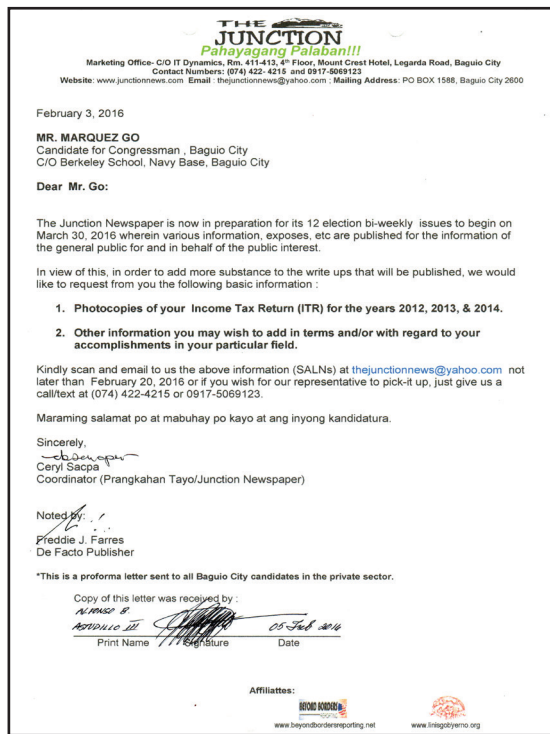 THE
JUNCTION
Pahayagang Palaban!!!
Marketing Office- C/O IT Dynamics, Rm. 411-413, 4th Floor, Mount Crest Hotel, Legarda Road, Baguio City
Contact Numbers: (074) 422- 4215 and 0917-5069123
Website: www.junctionnews.com Email : thejunctionnews@yahoo.com ; Mailing Address: PO BOX 1588, Baguio City 2600
February 3, 2016
MR. MARQUEZ GO
Candidate for Congressman , Baguio City
C/O Berkeley School, Navy Base, Baguio City
Dear Mr. Go:
The Junction Newspaper is now in preparation for its 12 election bi-weekly issues to begin on
March 30, 2016 wherein various information, exposes, etc are published for the information of
the general public for and in behalf of the public interest.
In view of this, in order to add more substance to the write ups that will be published, we would
like to request from you the following basic information :
1. Photocopies of your Income Tax Return (ITR) for the years 2012, 2013, & 2014.
2. Other information you may wish to add in terms and/or with regard to your
accomplishments in your particular field.
Kindly scan and email to us the above information (SALNs) at thejunctionnews@yahoo.com not
later than February 20, 2016 or if you wish for our representative to pick-it up, just give us a
call/text at (074) 422-4215 or 0917-5069123.
Maraming salamat po at mabuhay po kayo at ang inyong kandidatura.
Sincerely,
Ceryl Sacpa
Coordinator (Prangkahan Tayo/Junction Newspaper)
Noted by:
Freddie J. Farres
De Facto Publisher
*This is a proforma letter sent to all Baguio City candidates in the private sector.
Copy of this letter was received by :
ALFONSO B.
ASTUDILLO III 05 Feb 2016
Print Name Signature Date
Affiliattes:
BEYOND BORDERS
www.beyondbordersreporting.net www.linisgobyerno.org